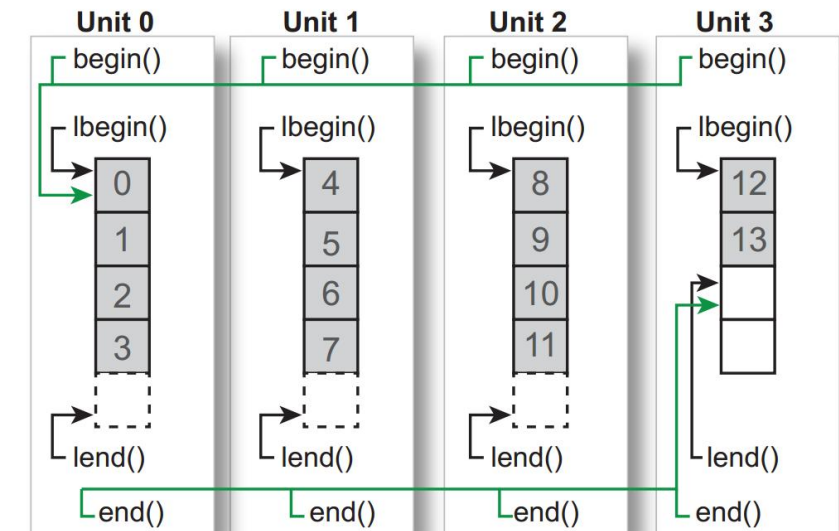 Unit 0 Unit 1 Unit 2 Unit 3
begin() begin() begin() begin()
lbegin() lbegin() lbegin() lbegin()
0 4 8 12
1 5 9 13
2 6 10
3 7 11
lend() lend() lend() lend()
end() end() end() end()